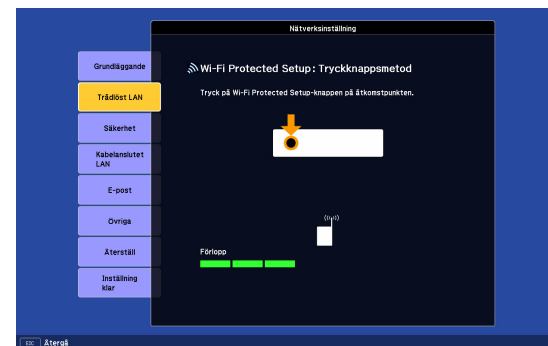 Nätverksinställning
Grundläggande
Trådlöst LAN
Säkerhet
Kabelanslutet
LAN
E-post
Övriga
Återställ
Inställning
klar
Wi-Fi Protected Setup: Tryckknappsmetod
Tryck på Wi-Fi Protected Setup-knappen på åtkomstpunkten.
Förlopp
ESC Återgå